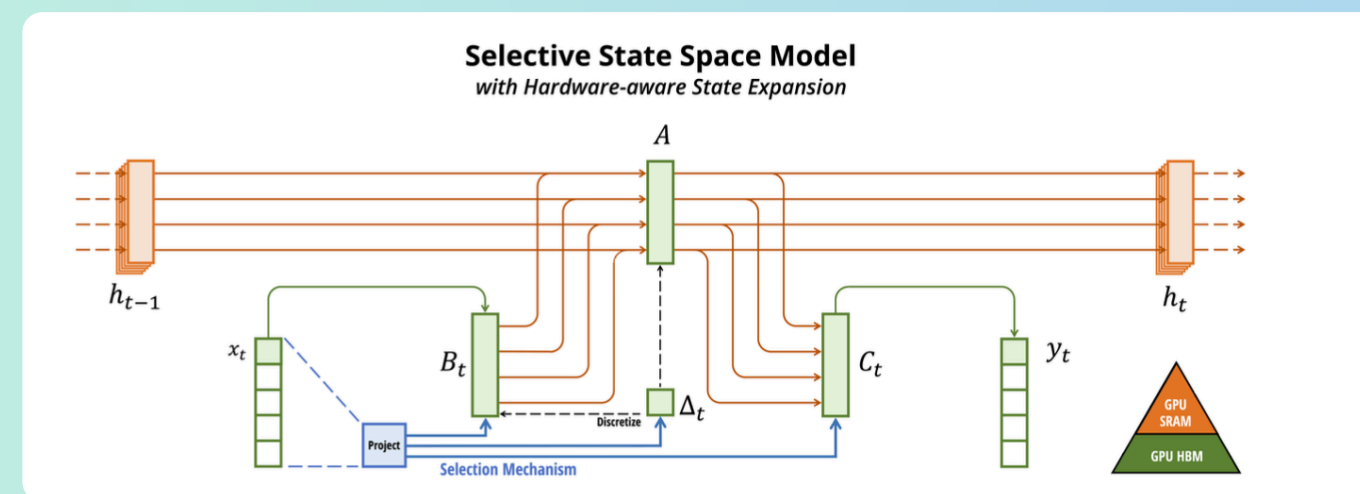 Selective State Space Model
with Hardware-aware State Expansion
A
h_{t-1}
h_t
x_t
B_t
Δ_t
C_t
y_t
Discretize
Project
Selection Mechanism
GPU
SRAM
GPU HBM